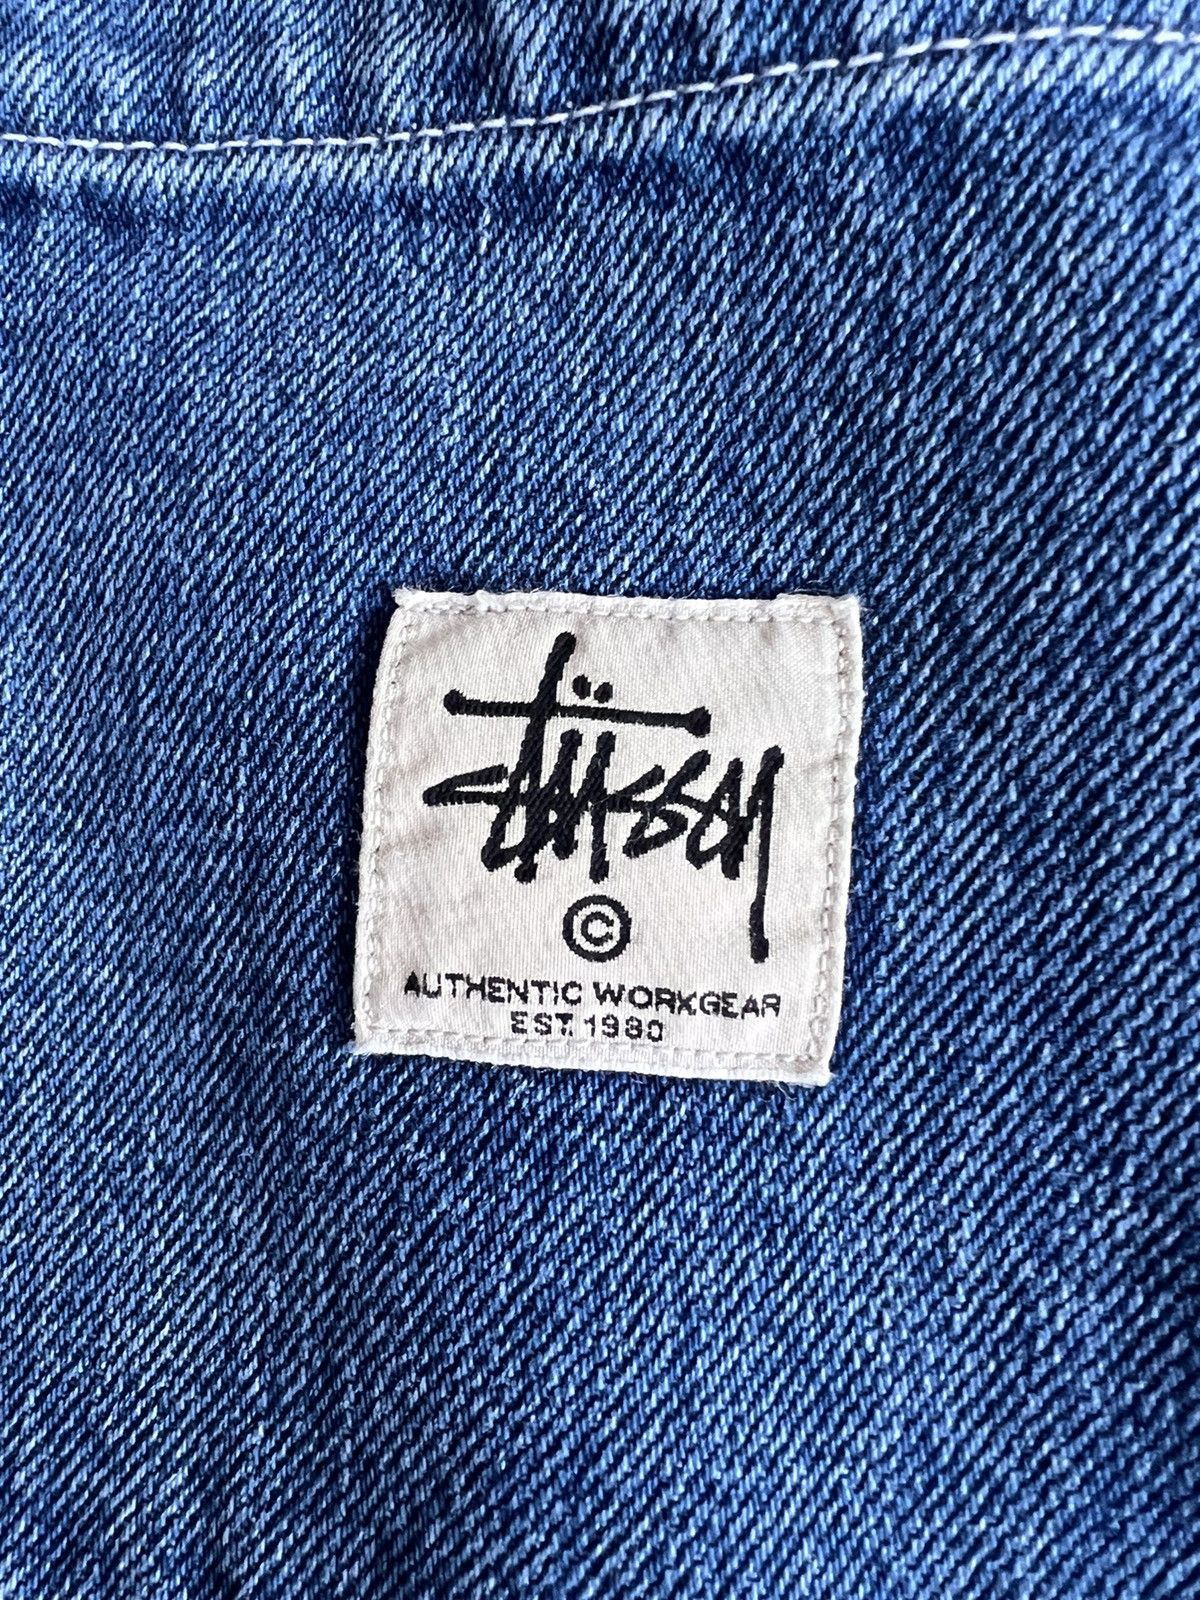 Stüssy
©
AUTHENTIC WORKGEAR
EST. 1980